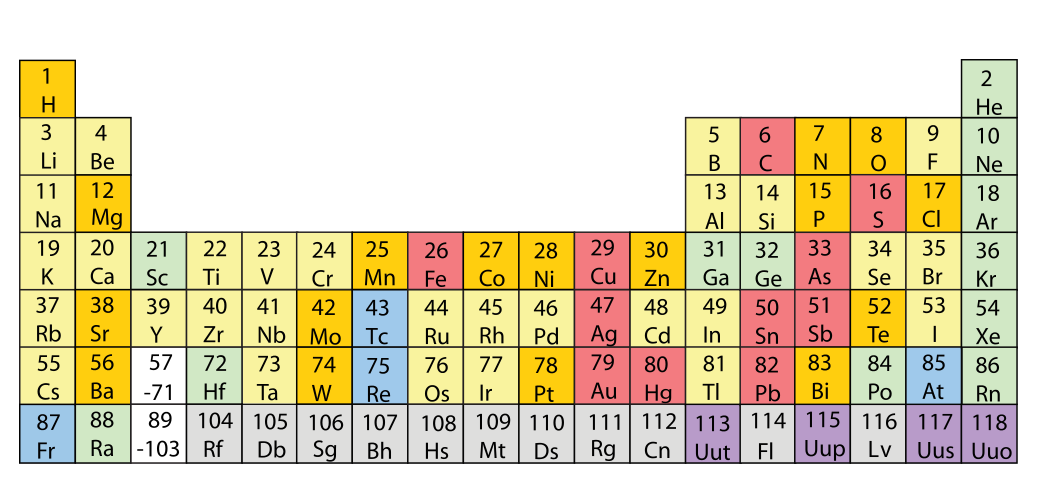 1 2
H He
3 4 5 6 7 8 9 10
Li Be B C N O F Ne
11 12 13 14 15 16 17 18
Na Mg Al Si P S Cl Ar
19 20 21 22 23 24 25 26 27 28 29 30 31 32 33 34 35 36
K Ca Sc Ti V Cr Mn Fe Co Ni Cu Zn Ga Ge As Se Br Kr
37 38 39 40 41 42 43 44 45 46 47 48 49 50 51 52 53 54
Rb Sr Y Zr Nb Mo Tc Ru Rh Pd Ag Cd In Sn Sb Te I Xe
55 56 57 72 73 74 75 76 77 78 79 80 81 82 83 84 85 86
Cs Ba -71 Hf Ta W Re Os Ir Pt Au Hg Tl Pb Bi Po At Rn
87 88 89 104 105 106 107 108 109 110 111 112 113 114 115 116 117 118
Fr Ra -103 Rf Db Sg Bh Hs Mt Ds Rg Cn Uut Fl Uup Lv Uus Uuo